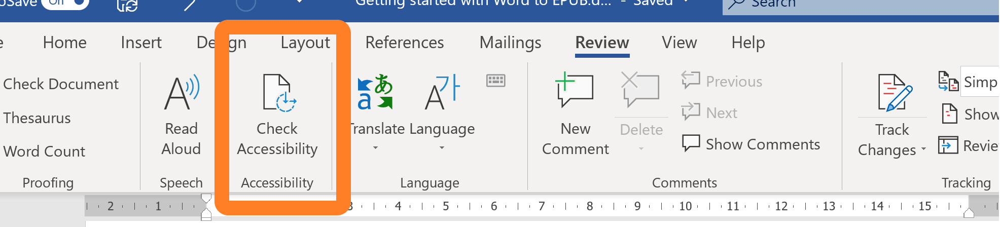 oSave On Getting started with Word to EPUB.d... - Saved Search
e Home Insert Layout References Mailings Review View Help
Check Document
Thesaurus
Word Count
Proofing
Read
Aloud
Speech
Check
Accessibility
Accessibility
Translate
Language
Language
New
Comment
Delete
Previous
Next
Show Comments
Comments
Track
Changes
Simp
Show
Revie
Tracking
2 1 3 4 5 6 7 8 9 10 11 12 13 14 15